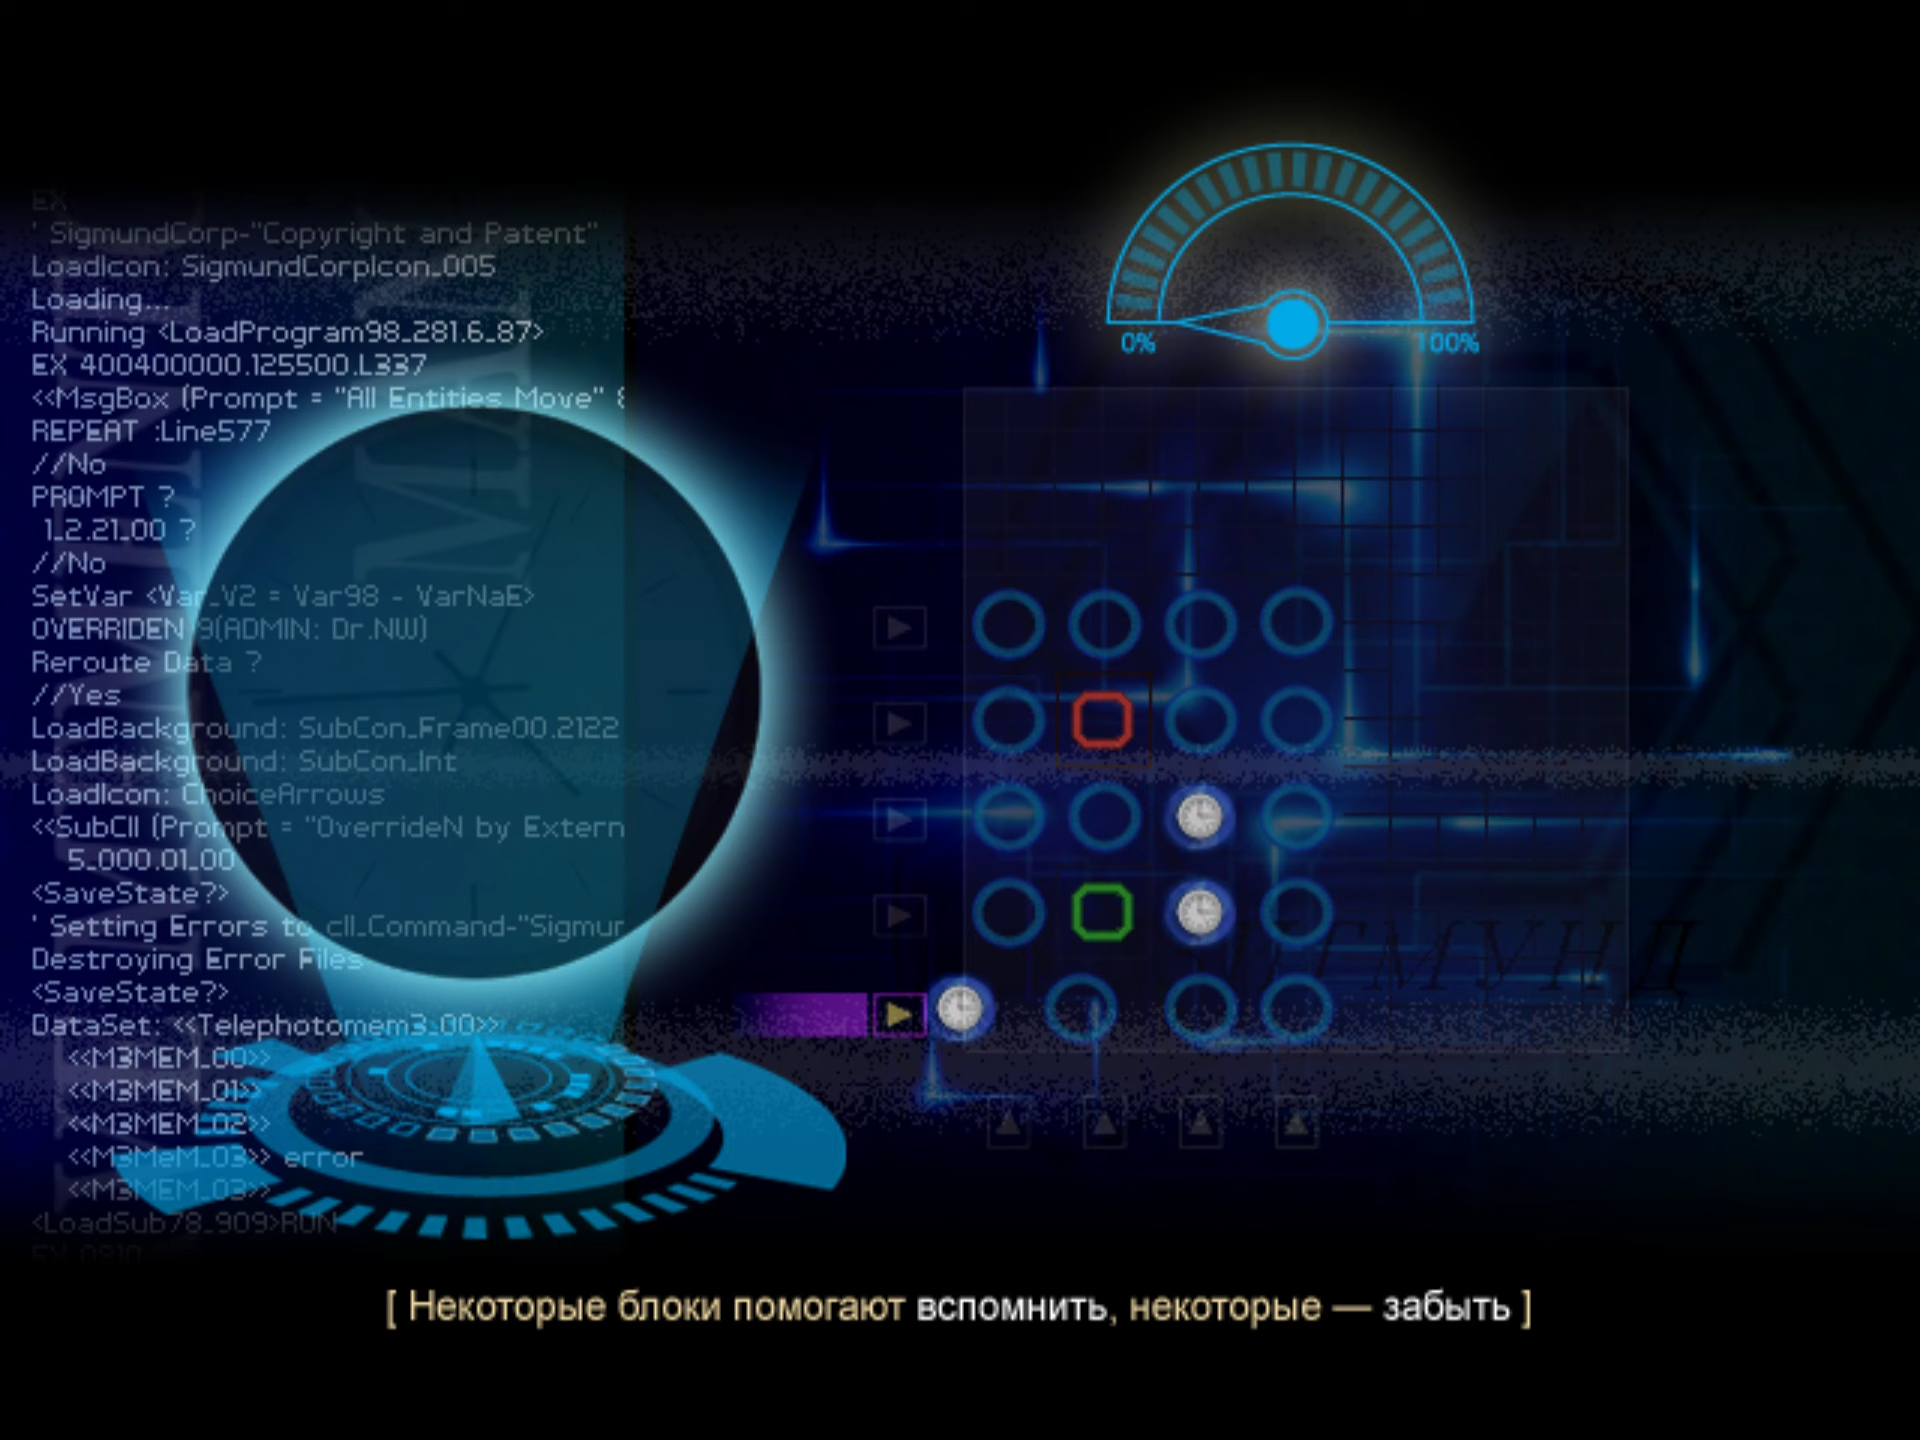 EX
' SigmundCorp-"Copyright and Patent"
LoadIcon: SigmundCorpIcon_005
Loading...
Running <LoadProgram98_281.6_87>
EX 400400000.125500.L337
<<MsgBox (Prompt = "All Entities Move" &
REPEAT :Line577
//No
PROMPT ?
1_2.21_00 ?
//No
SetVar <Var_V2 = Var98 - VarNaE>
OVERRIDEN 9(ADMIN: Dr.NW)
Reroute Data ?
//Yes
LoadBackground: SubCon_Frame00.2122
LoadBackground: SubCon_Int
LoadIcon: ChoiceArrows
<<SubCll (Prompt = "OverrideN by Extern
5_000.01_00
<SaveState?>
' Setting Errors to cll_Command-"Sigmur
Destroying Error Files
<SaveState?>
DataSet: <<Telephotomem3.00>>
<<M3MEM_00>>
<<M3MEM_01>>
<<M3MEM_02>>
<<M3MeM_03>> error
<<M3MEM_03>>
<LoadSub78_909>RUN
0% 100%
[ Некоторые блоки помогают вспомнить, некоторые — забыть ]